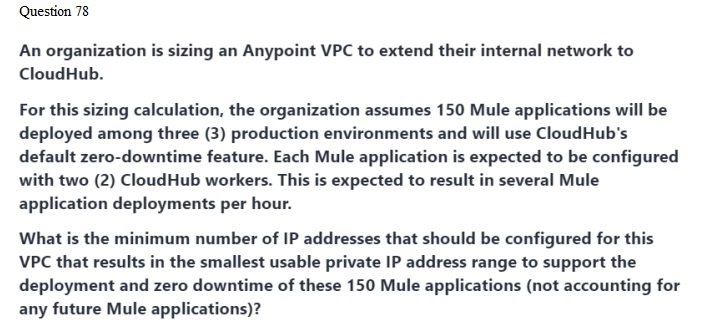 Question 78
An organization is sizing an Anypoint VPC to extend their internal network to
CloudHub.
For this sizing calculation, the organization assumes 150 Mule applications will be
deployed among three (3) production environments and will use CloudHub's
default zero-downtime feature. Each Mule application is expected to be configured
with two (2) CloudHub workers. This is expected to result in several Mule
application deployments per hour.
What is the minimum number of IP addresses that should be configured for this
VPC that results in the smallest usable private IP address range to support the
deployment and zero downtime of these 150 Mule applications (not accounting for
any future Mule applications)?